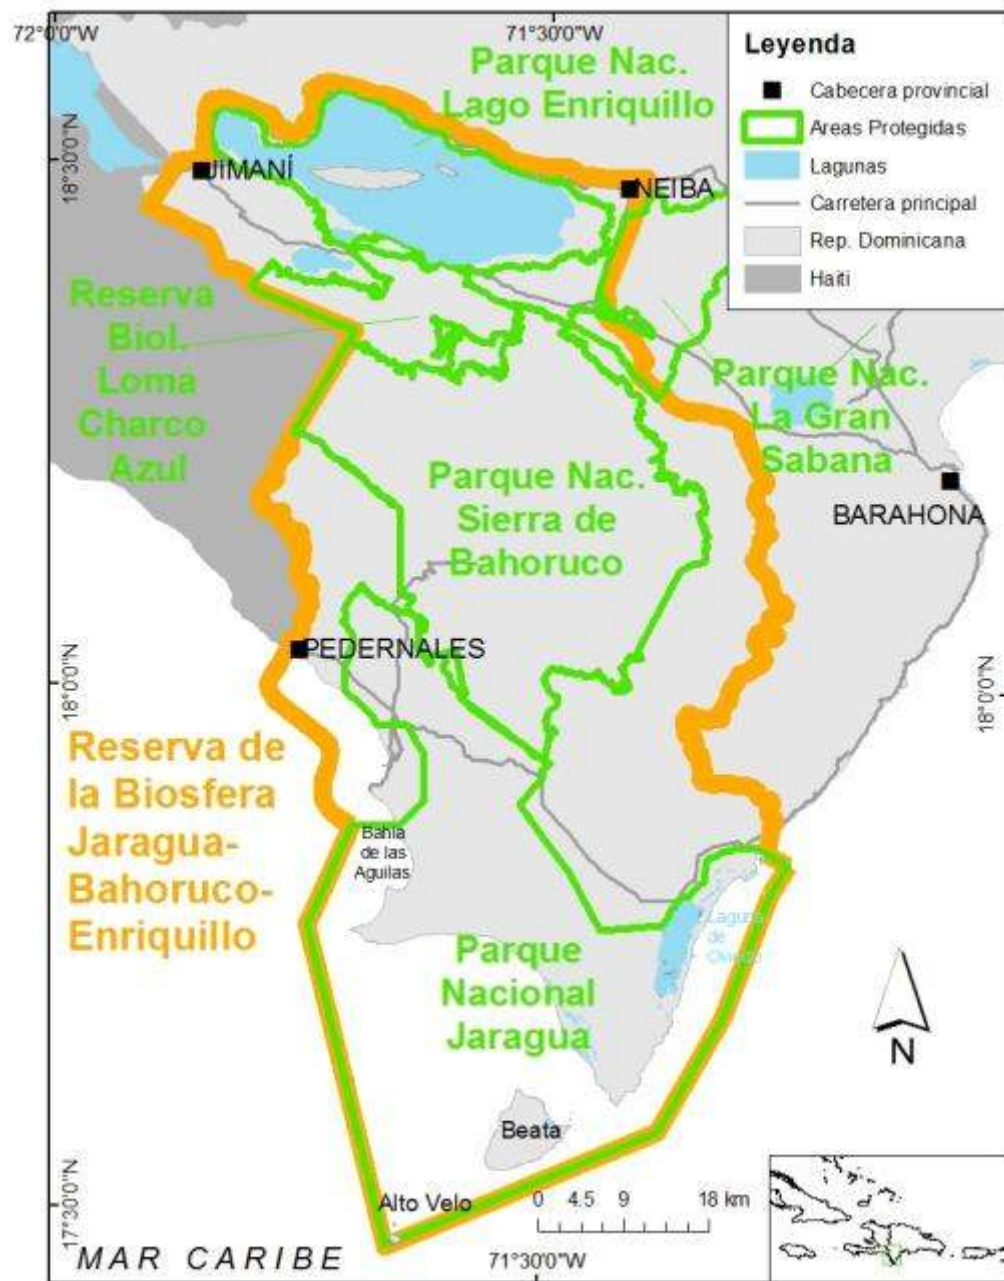 72°0'0"W
71°30'0"W
Leyenda
Cabecera provincial
Areas Protegidas
Lagunas
Carretera principal
Rep. Dominicana
Haiti
Parque Nac.
Lago Enriquillo
18°30'0"N
JIMANÍ
NEIBA
Reserva
Biol.
Loma
Charco
Azul
Parque Nac.
La Gran
Sabana
Parque Nac.
Sierra de
Bahoruco
BARAHONA
PEDERNALES
18°0'0"N
18°0'0"N
Reserva de
la Biosfera
Jaragua-
Bahoruco-
Enriquillo
Bahia
de las
Aguilas
Laguna
de
Oviedo
Parque
Nacional
Jaragua
N
Beata
Alto Velo
0 4.5 9 18 km
17°30'0"N
MAR CARIBE
71°30'0"W